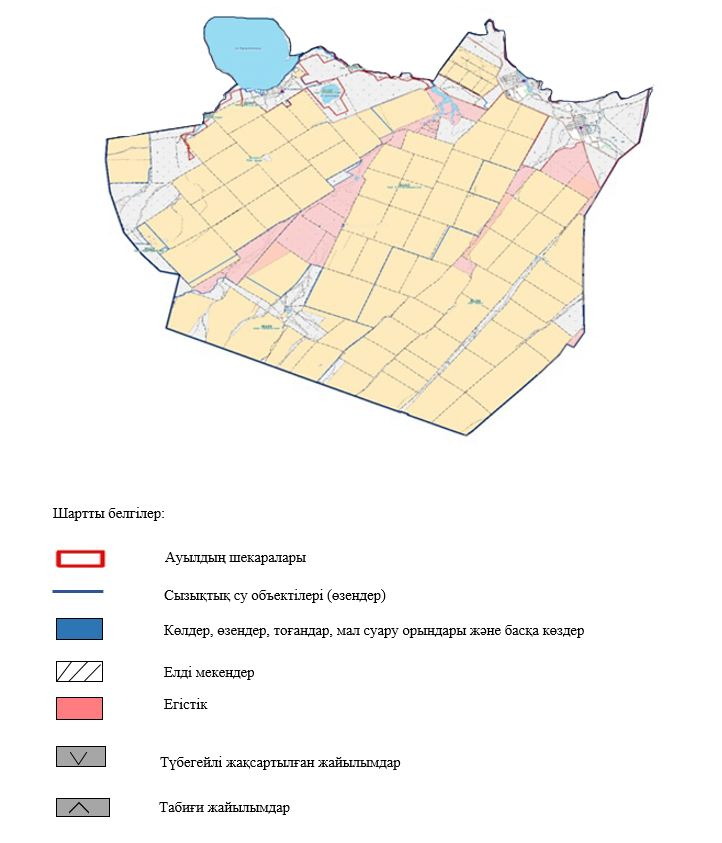 Шартты белгілер:
Ауылдың шекаралары
Сызықтық су объектілері (өзендер)
Көлдер, өзендер, тоғандар, мал суару орындары және басқа көздер
Елді мекендер
Егістік
Түбегейлі жақсартылған жайылымдар
Табиғи жайылымдар